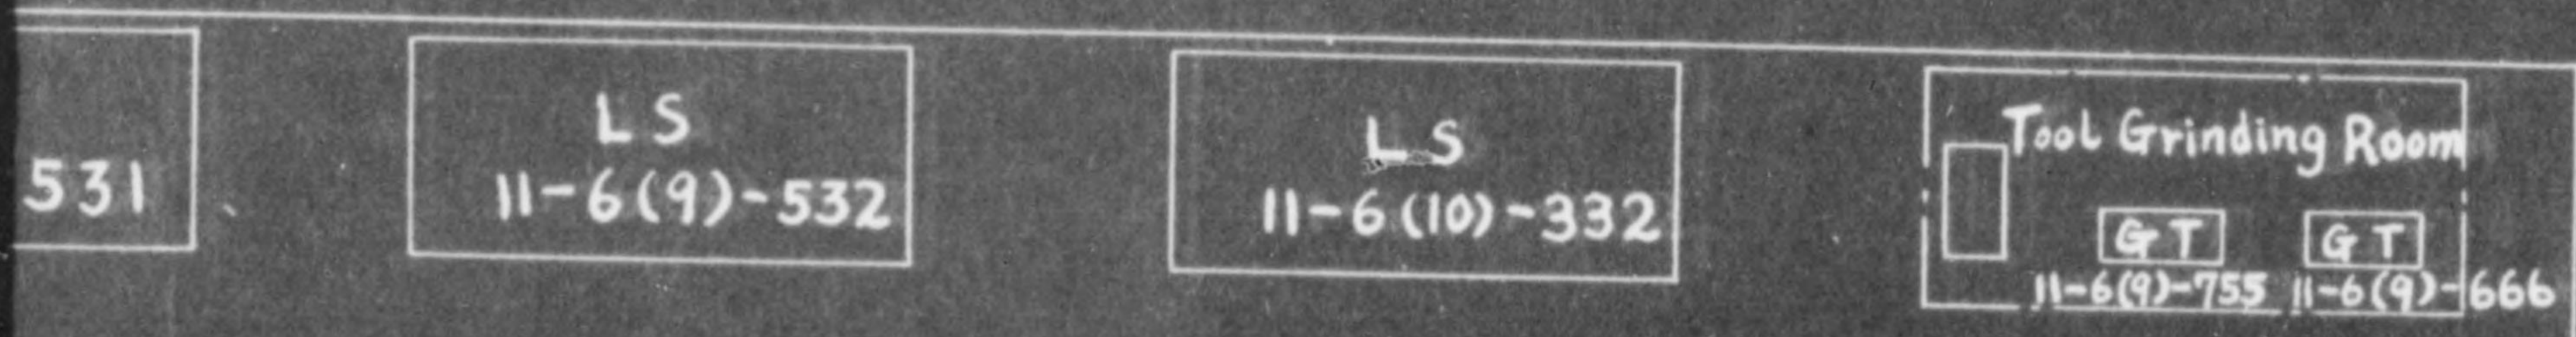 531
LS
11-6(9)-532
LS
11-6(10)-332
Tool Grinding Room
GT
11-6(9)-755
GT
11-6(9)-666